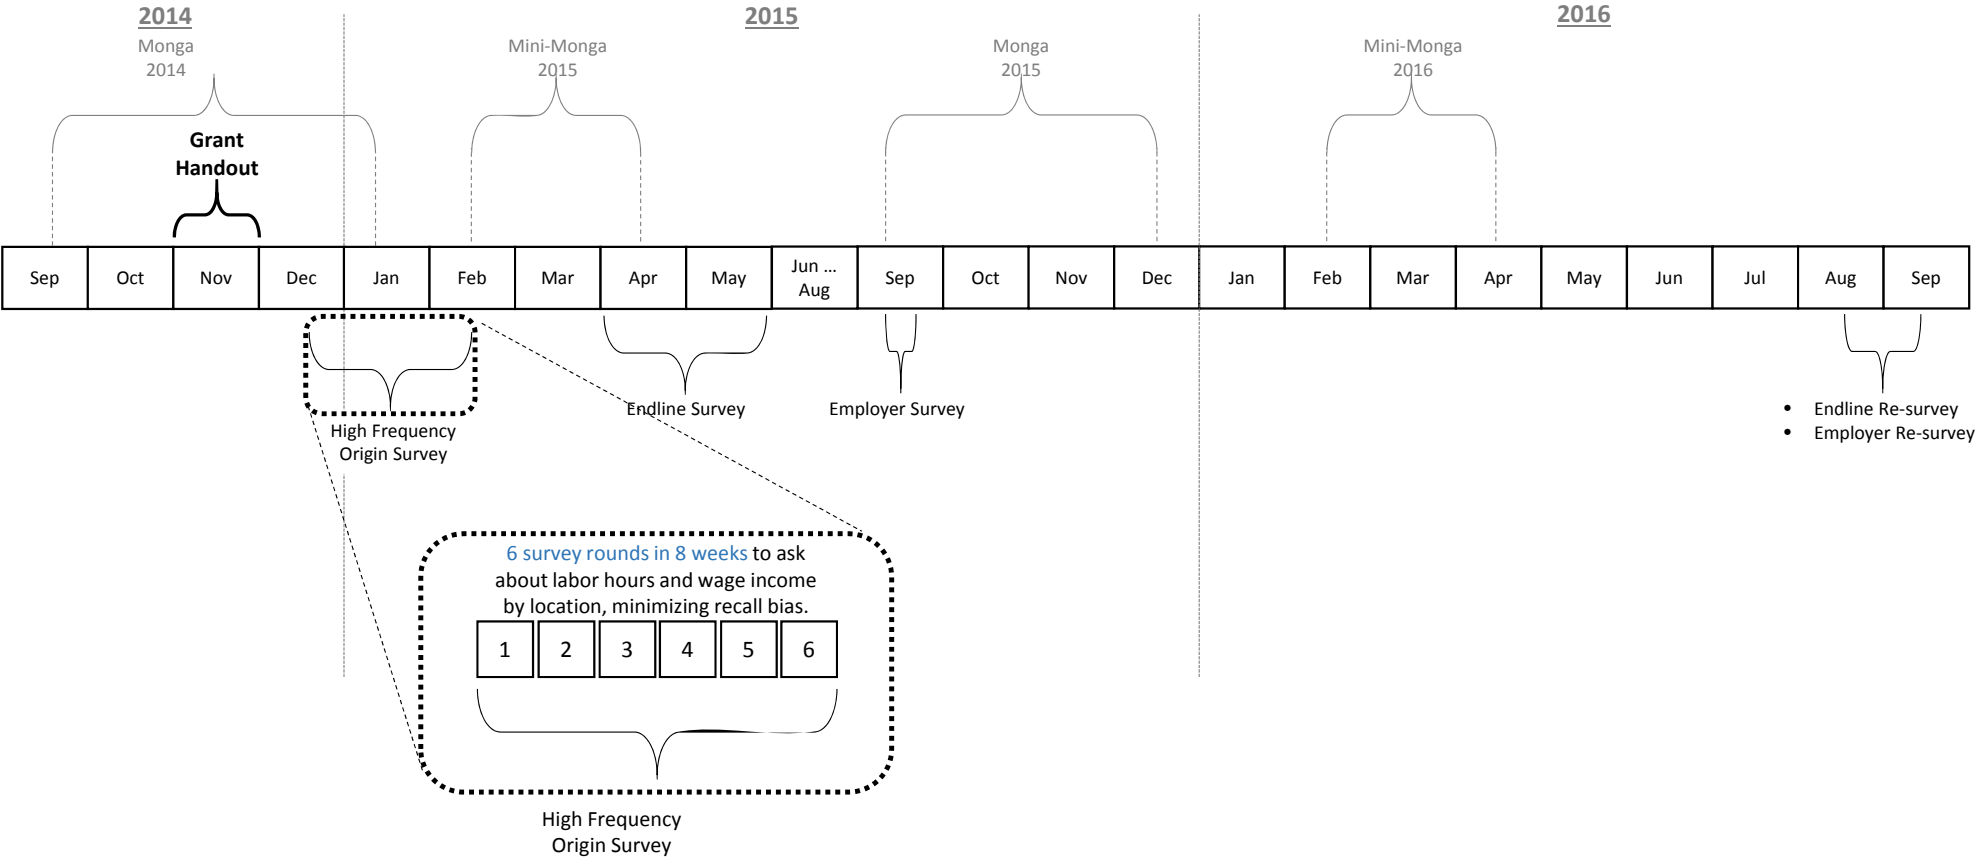 2014
2015
2016
Monga
2014
Mini-Monga
2015
Monga
2015
Mini-Monga
2016
Grant
Handout
Sep
Oct
Nov
Dec
Jan
Feb
Mar
Apr
May
Jun ...
Aug
Sep
Oct
Nov
Dec
Jan
Feb
Mar
Apr
May
Jun
Jul
Aug
Sep
High Frequency
Origin Survey
Endline Survey
Employer Survey
• Endline Re-survey
• Employer Re-survey
6 survey rounds in 8 weeks to ask
about labor hours and wage income
by location, minimizing recall bias.
1
2
3
4
5
6
High Frequency
Origin Survey